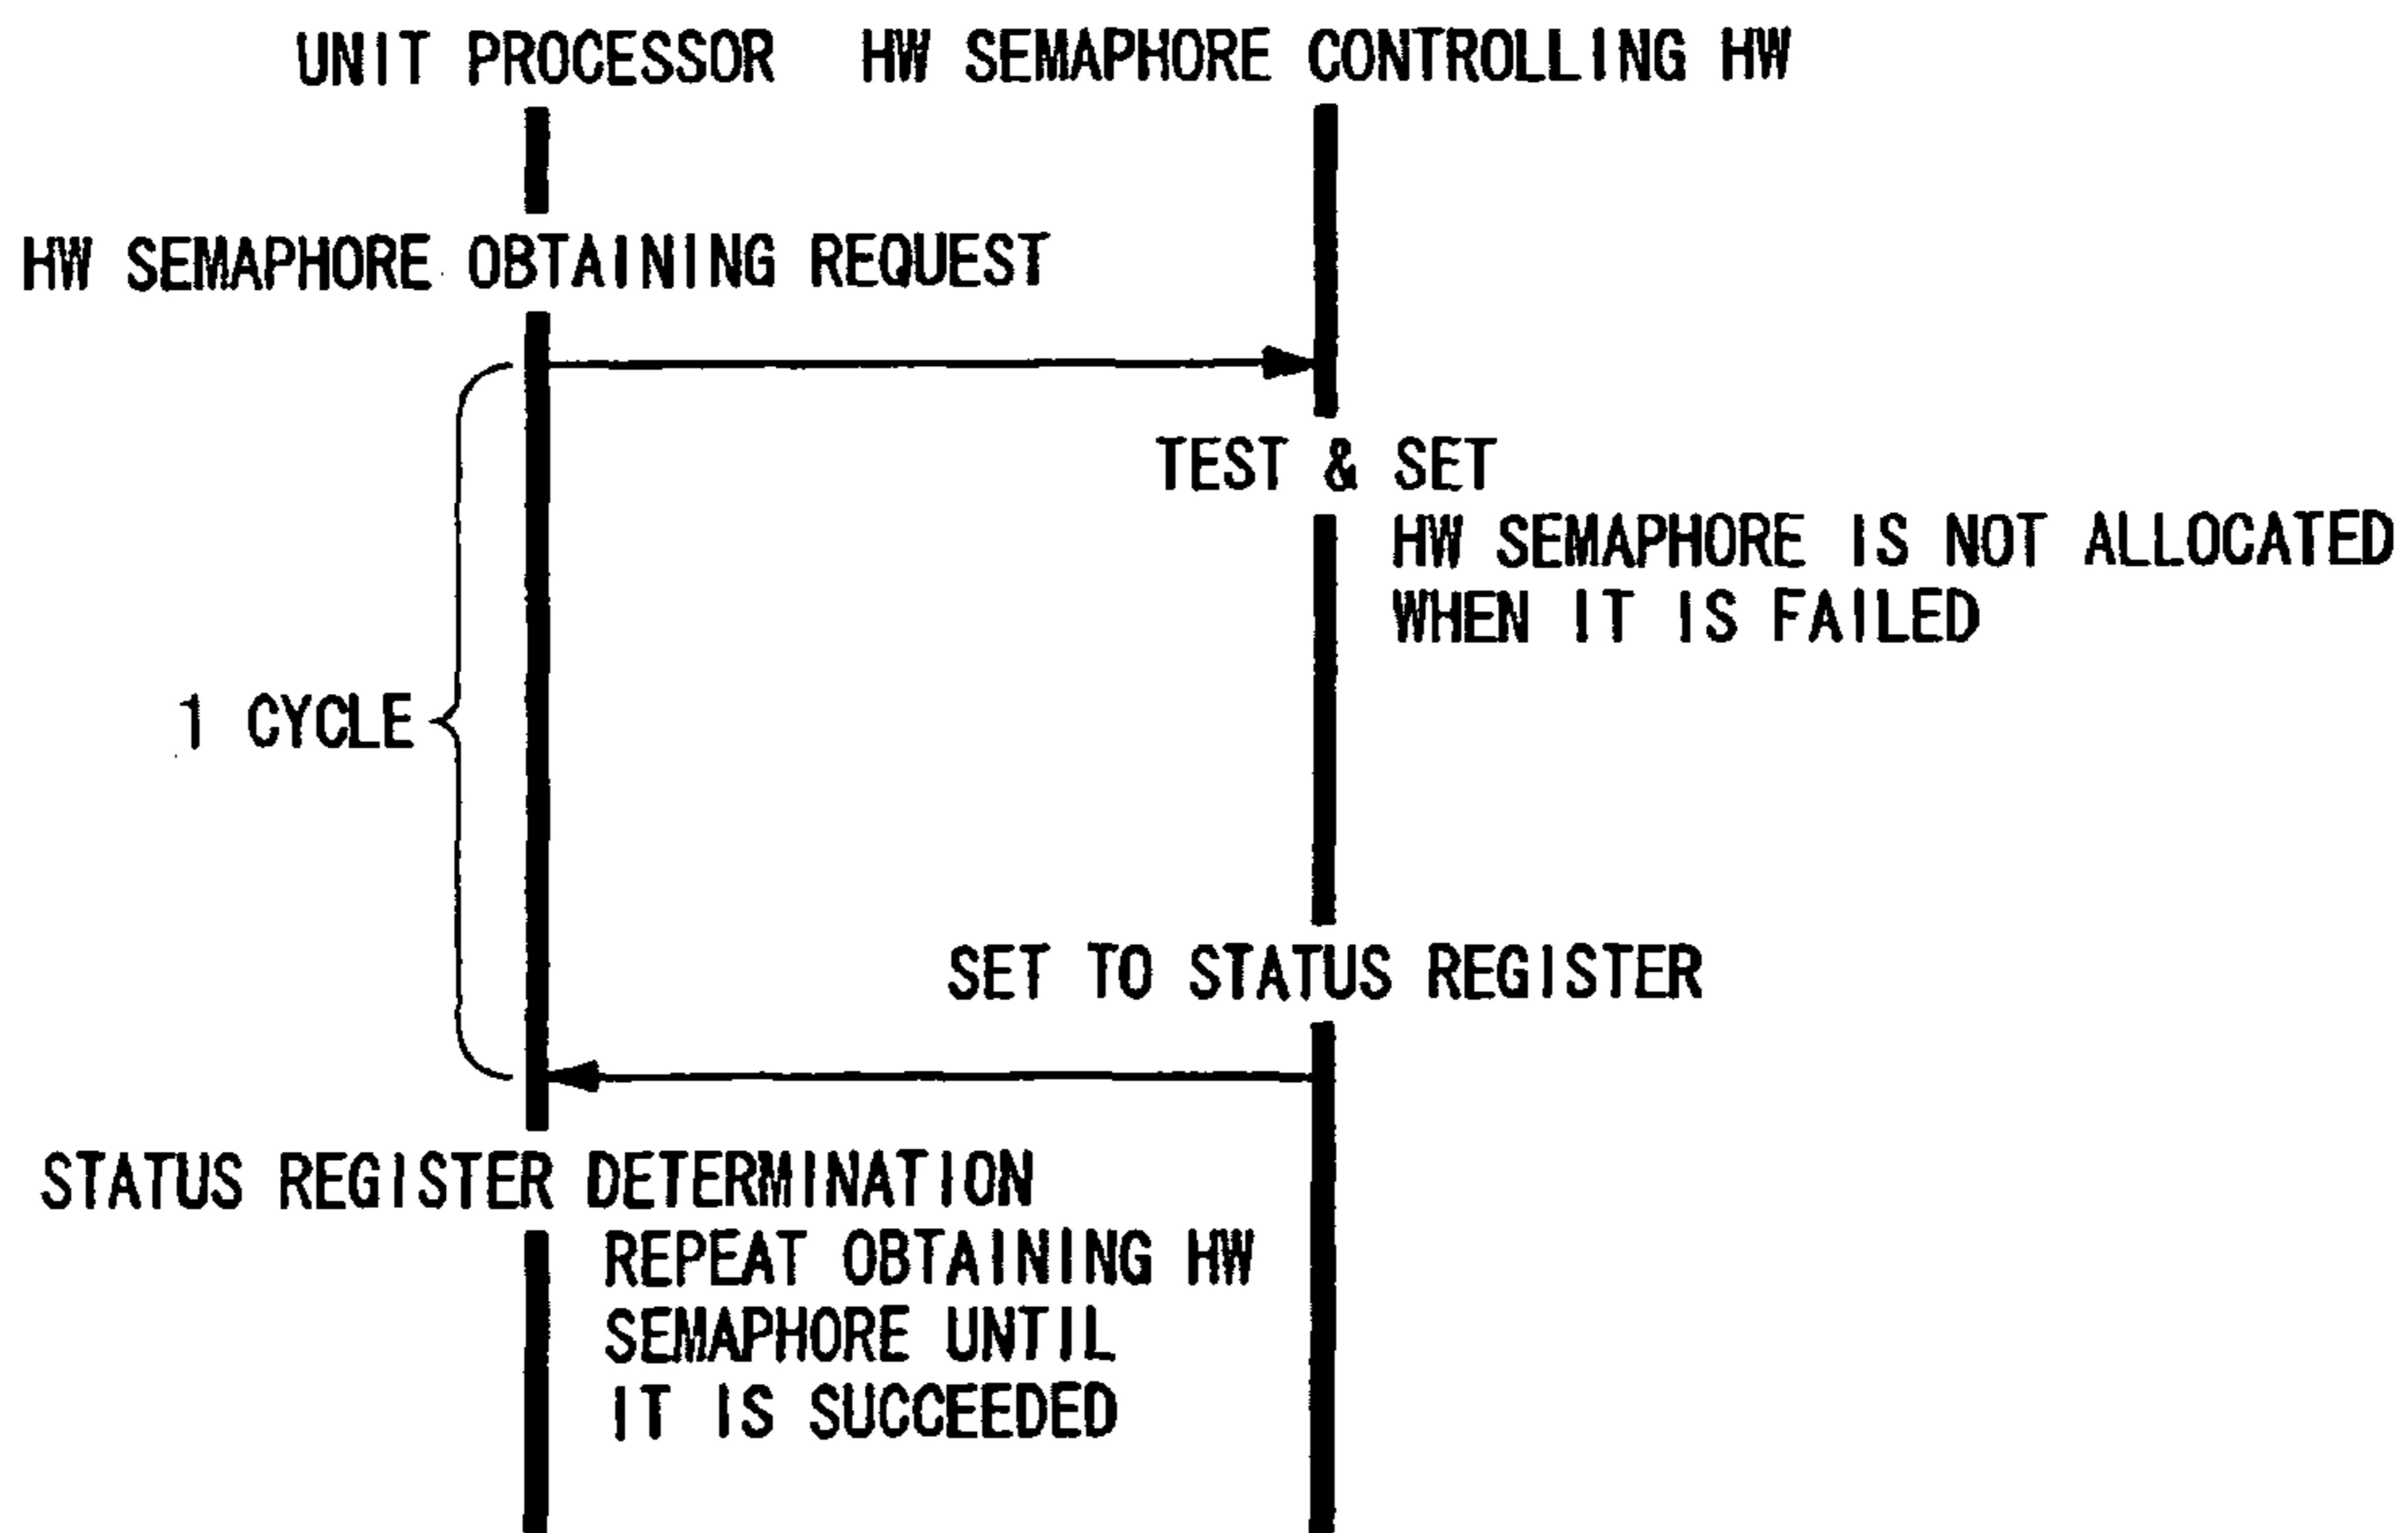 UNIT PROCESSOR HW SEMAPHORE CONTROLLING HW
HW SEMAPHORE OBTAINING REQUEST
TEST & SET
HW SEMAPHORE IS NOT ALLOCATED
WHEN IT IS FAILED
1 CYCLE
SET TO STATUS REGISTER
STATUS REGISTER DETERMINATION
REPEAT OBTAINING HW
SEMAPHORE UNTIL
IT IS SUCCEEDED